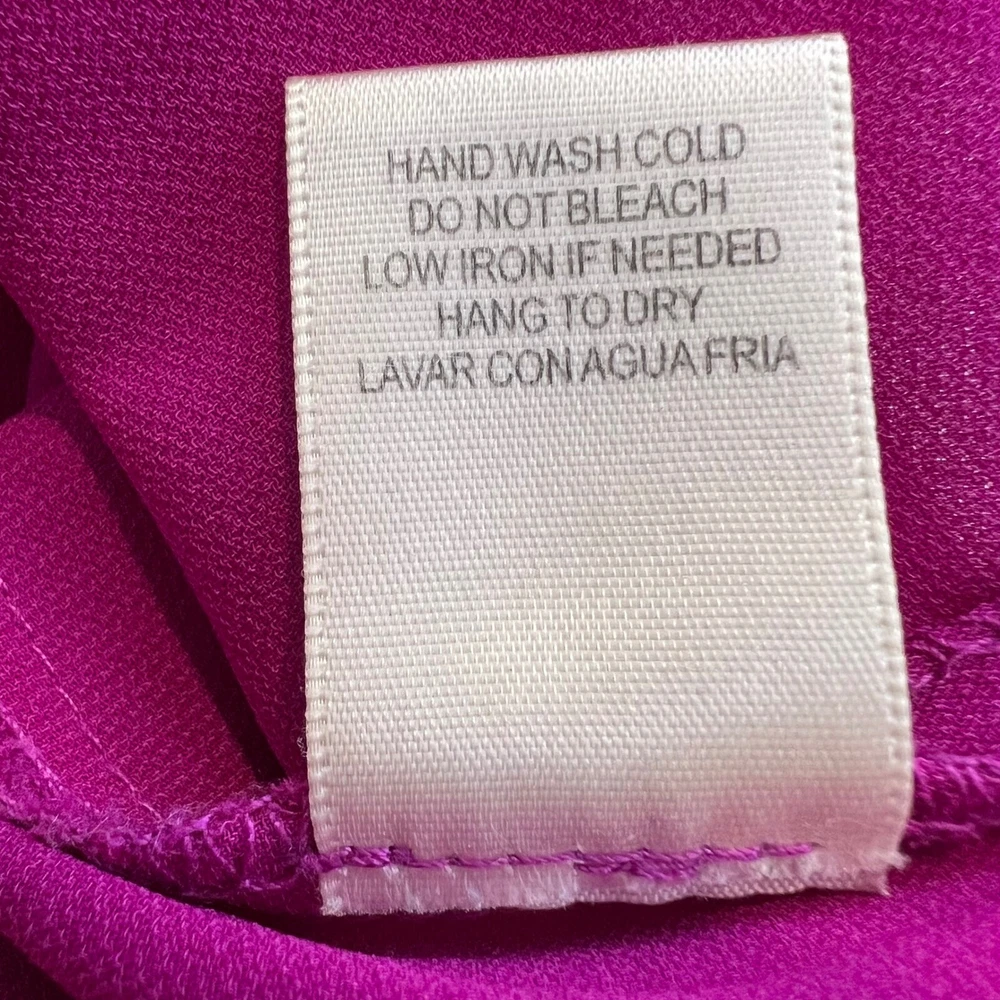 HAND WASH COLD
DO NOT BLEACH
LOW IRON IF NEEDED
HANG TO DRY
LAVAR CON AGUA FRIA